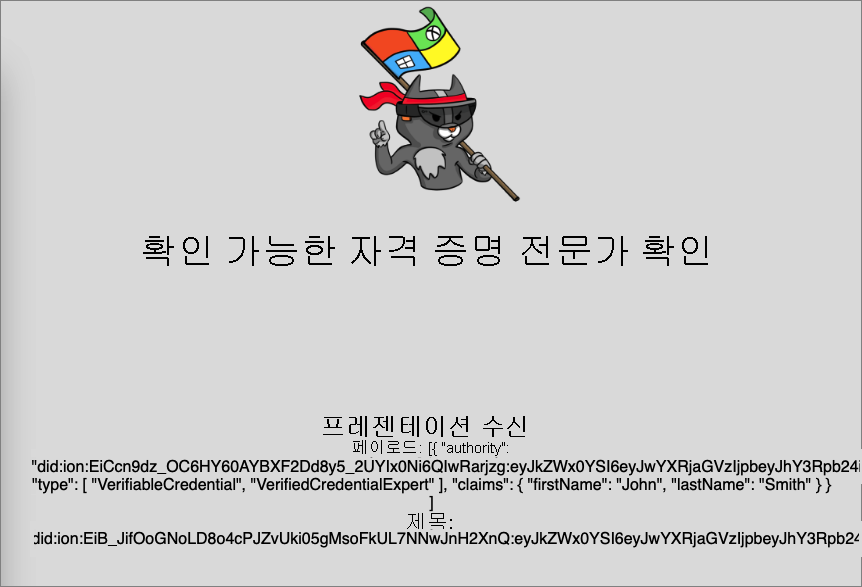 확인 가능한 자격 증명 전문가 확인
프레젠테이션 수신
페이로드: [{ "authority":
"did:ion:EiCcn9dz_OC6HY60AYBXF2Dd8y5_2UYIx0Ni6QIwRarjzg:eyJkZWx0YSI6eyJwYXRjaGVzIjpbeyJhY3Rpb24i
"type": [ "VerifiableCredential", "VerifiedCredentialExpert" ], "claims": { "firstName": "John", "lastName": "Smith" } }
]
제목:
did:ion:EiB_JifOoGNoLD8o4cPJZvUki05gMsoFkUL7NNwJnH2XnQ:eyJkZWx0YSI6eyJwYXRjaGVzIjpbeyJhY3Rpb24